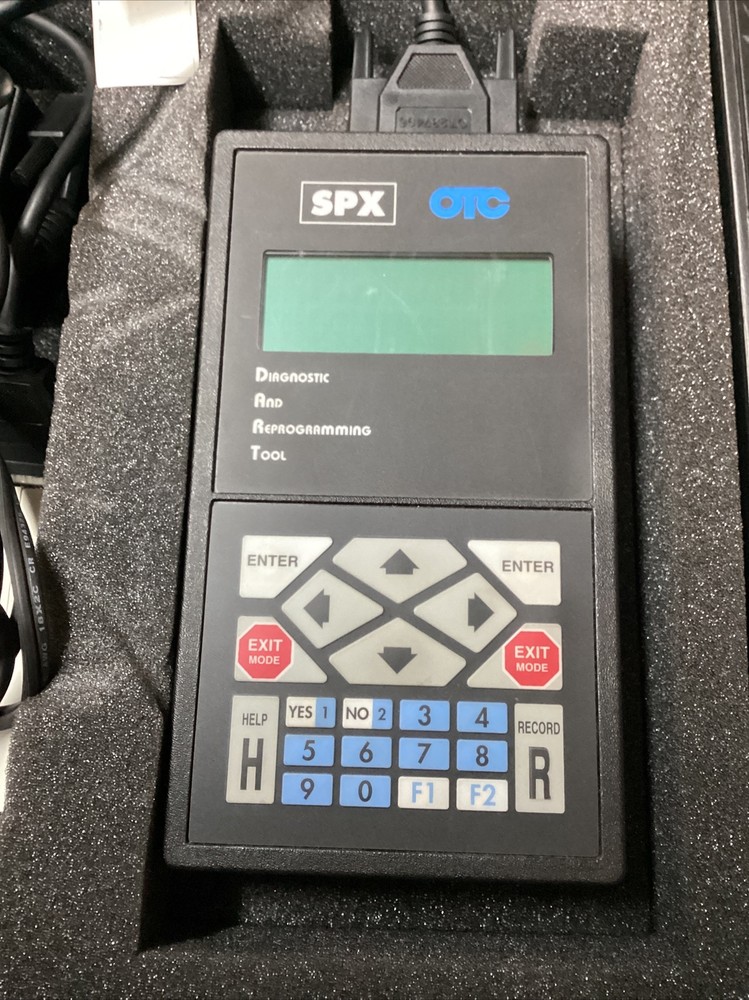 SPX OTC
DIAGNOSTIC
AND
REPROGRAMMING
TOOL
ENTER ENTER
EXIT
MODE
EXIT
MODE
HELP
H
YES 1 NO 2 3 4
5 6 7 8
9 0 F1 F2
RECORD
R